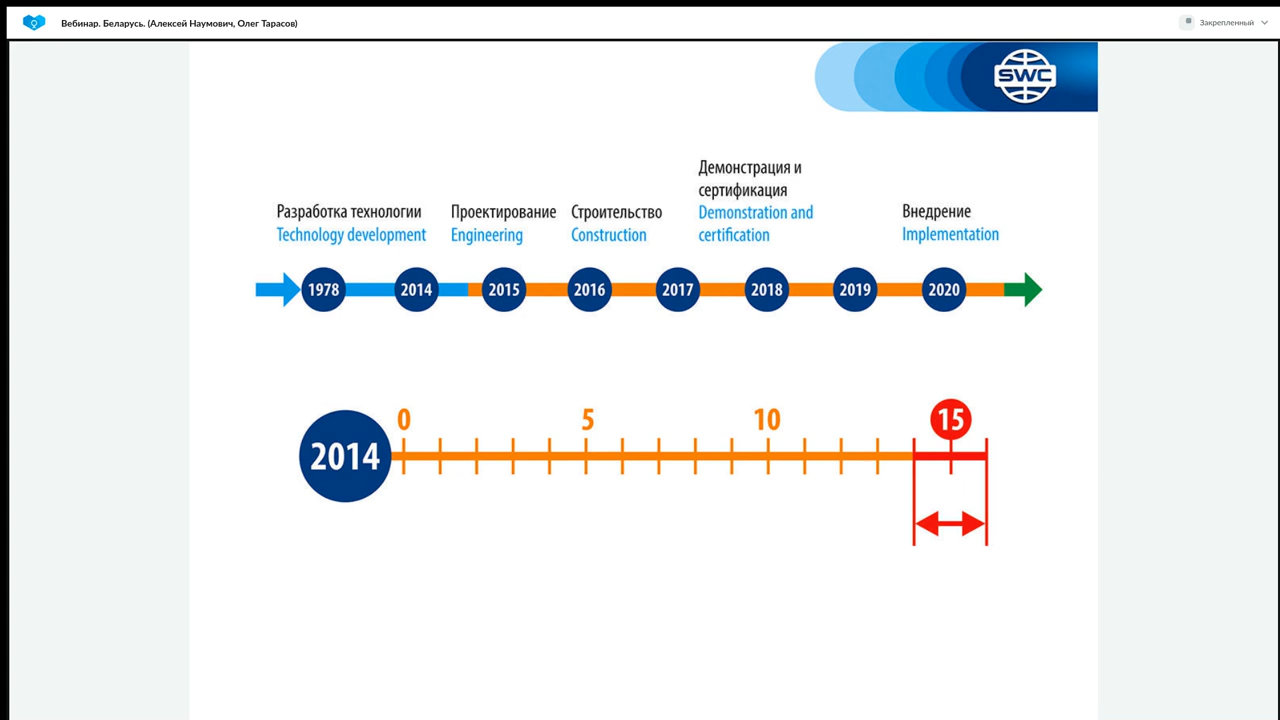 Вебинар. Беларусь. (Алексей Наумович, Олег Тарасов)
Закрепленный
SWC
Разработка технологии
Technology development
Проектирование
Engineering
Строительство
Construction
Демонстрация и
сертификация
Demonstration and
certification
Внедрение
Implementation
1978 2014 2015 2016 2017 2018 2019 2020
0 5 10 15
2014